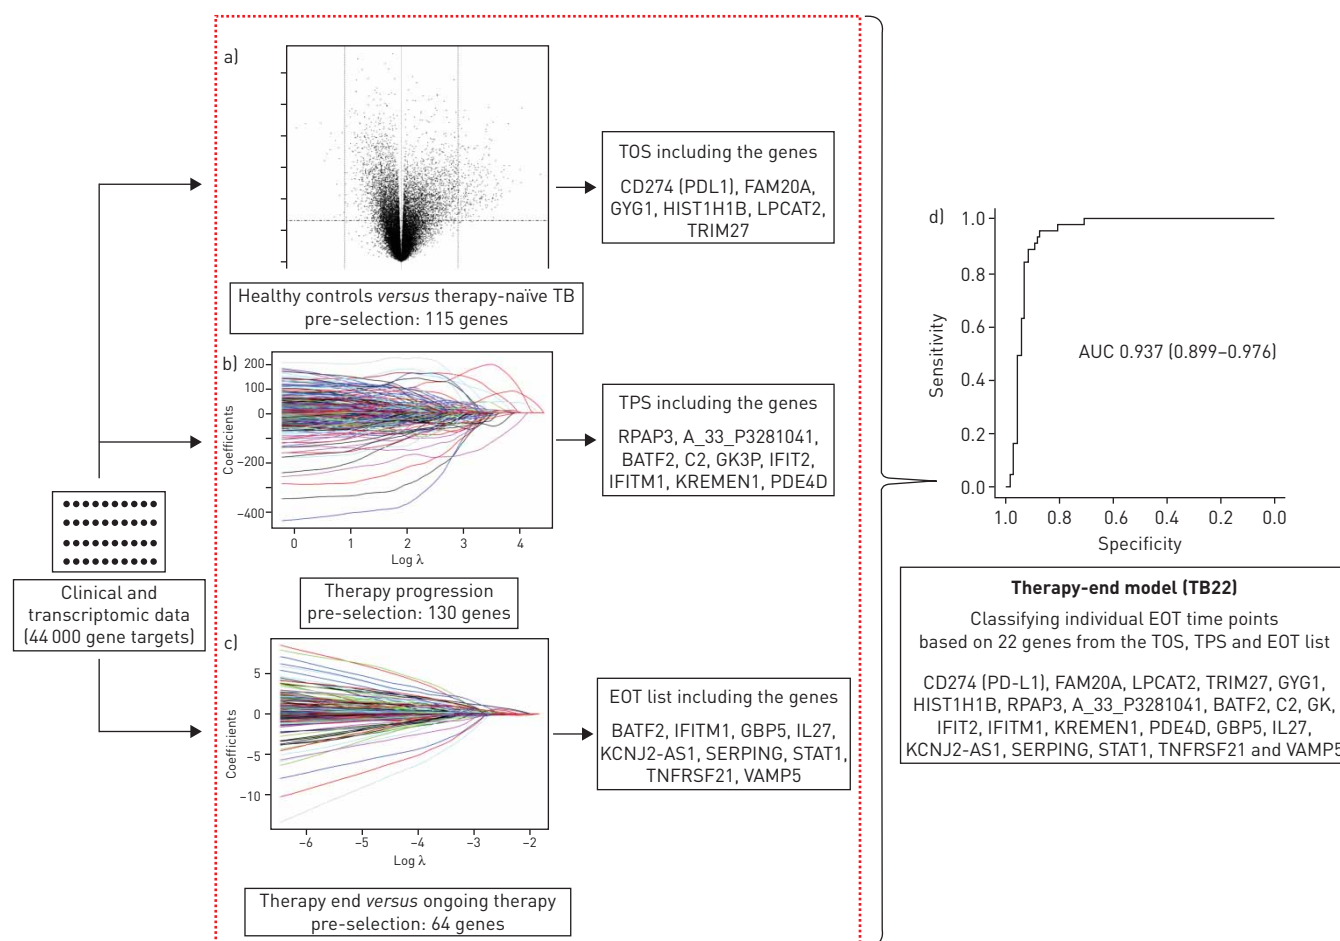 Clinical and
transcriptomic data
(44 000 gene targets)
a)
Healthy controls versus therapy-naïve TB
pre-selection: 115 genes
TOS including the genes
CD274 (PDL1), FAM20A,
GYG1, HIST1H1B, LPCAT2,
TRIM27
b)
Coefficients
200
100
0
−100
−200
−400
0 1 2 3 4
Log λ
Therapy progression
pre-selection: 130 genes
TPS including the genes
RPAP3, A_33_P3281041,
BATF2, C2, GK3P, IFIT2,
IFITM1, KREMEN1, PDE4D
c)
Coefficients
5
0
−5
−10
−6 −5 −4 −3 −2
Log λ
Therapy end versus ongoing therapy
pre-selection: 64 genes
EOT list including the genes
BATF2, IFITM1, GBP5, IL27,
KCNJ2-AS1, SERPING, STAT1,
TNFRSF21, VAMP5
d)
Sensitivity
1.0
0.8
0.6
0.4
0.2
0.0
AUC 0.937 (0.899–0.976)
1.0 0.8 0.6 0.4 0.2 0.0
Specificity
Therapy-end model (TB22)
Classifying individual EOT time points
based on 22 genes from the TOS, TPS and EOT list
CD274 (PD-L1), FAM20A, LPCAT2, TRIM27, GYG1,
HIST1H1B, RPAP3, A_33_P3281041, BATF2, C2, GK,
IFIT2, IFITM1, KREMEN1, PDE4D, GBP5, IL27,
KCNJ2-AS1, SERPING, STAT1, TNFRSF21 and VAMP5